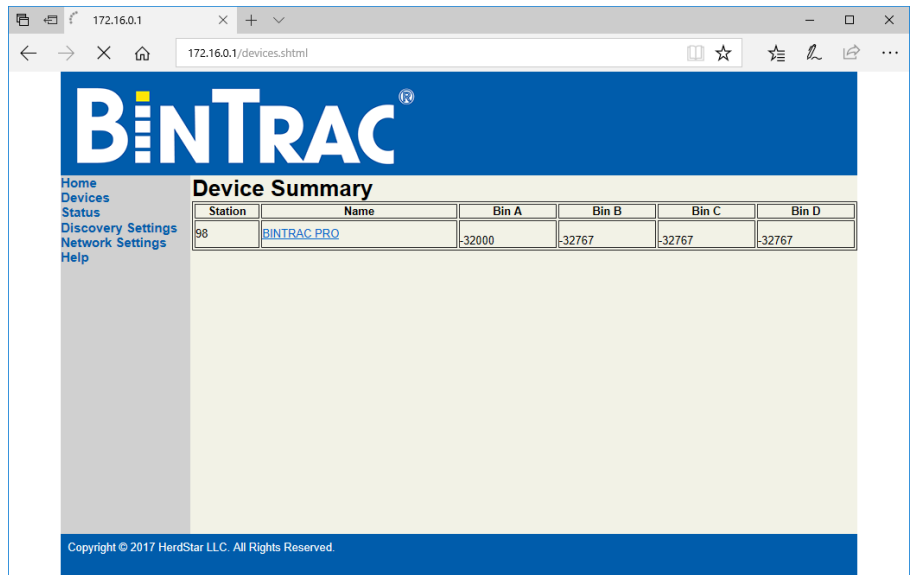 172.16.0.1
172.16.0.1/devices.shtml
BINTRAC®
Home
Devices
Status
Discovery Settings
Network Settings
Help
Device Summary
Station Name Bin A Bin B Bin C Bin D
98 BINTRAC PRO -32000 -32767 -32767 -32767
Copyright © 2017 HerdStar LLC. All Rights Reserved.